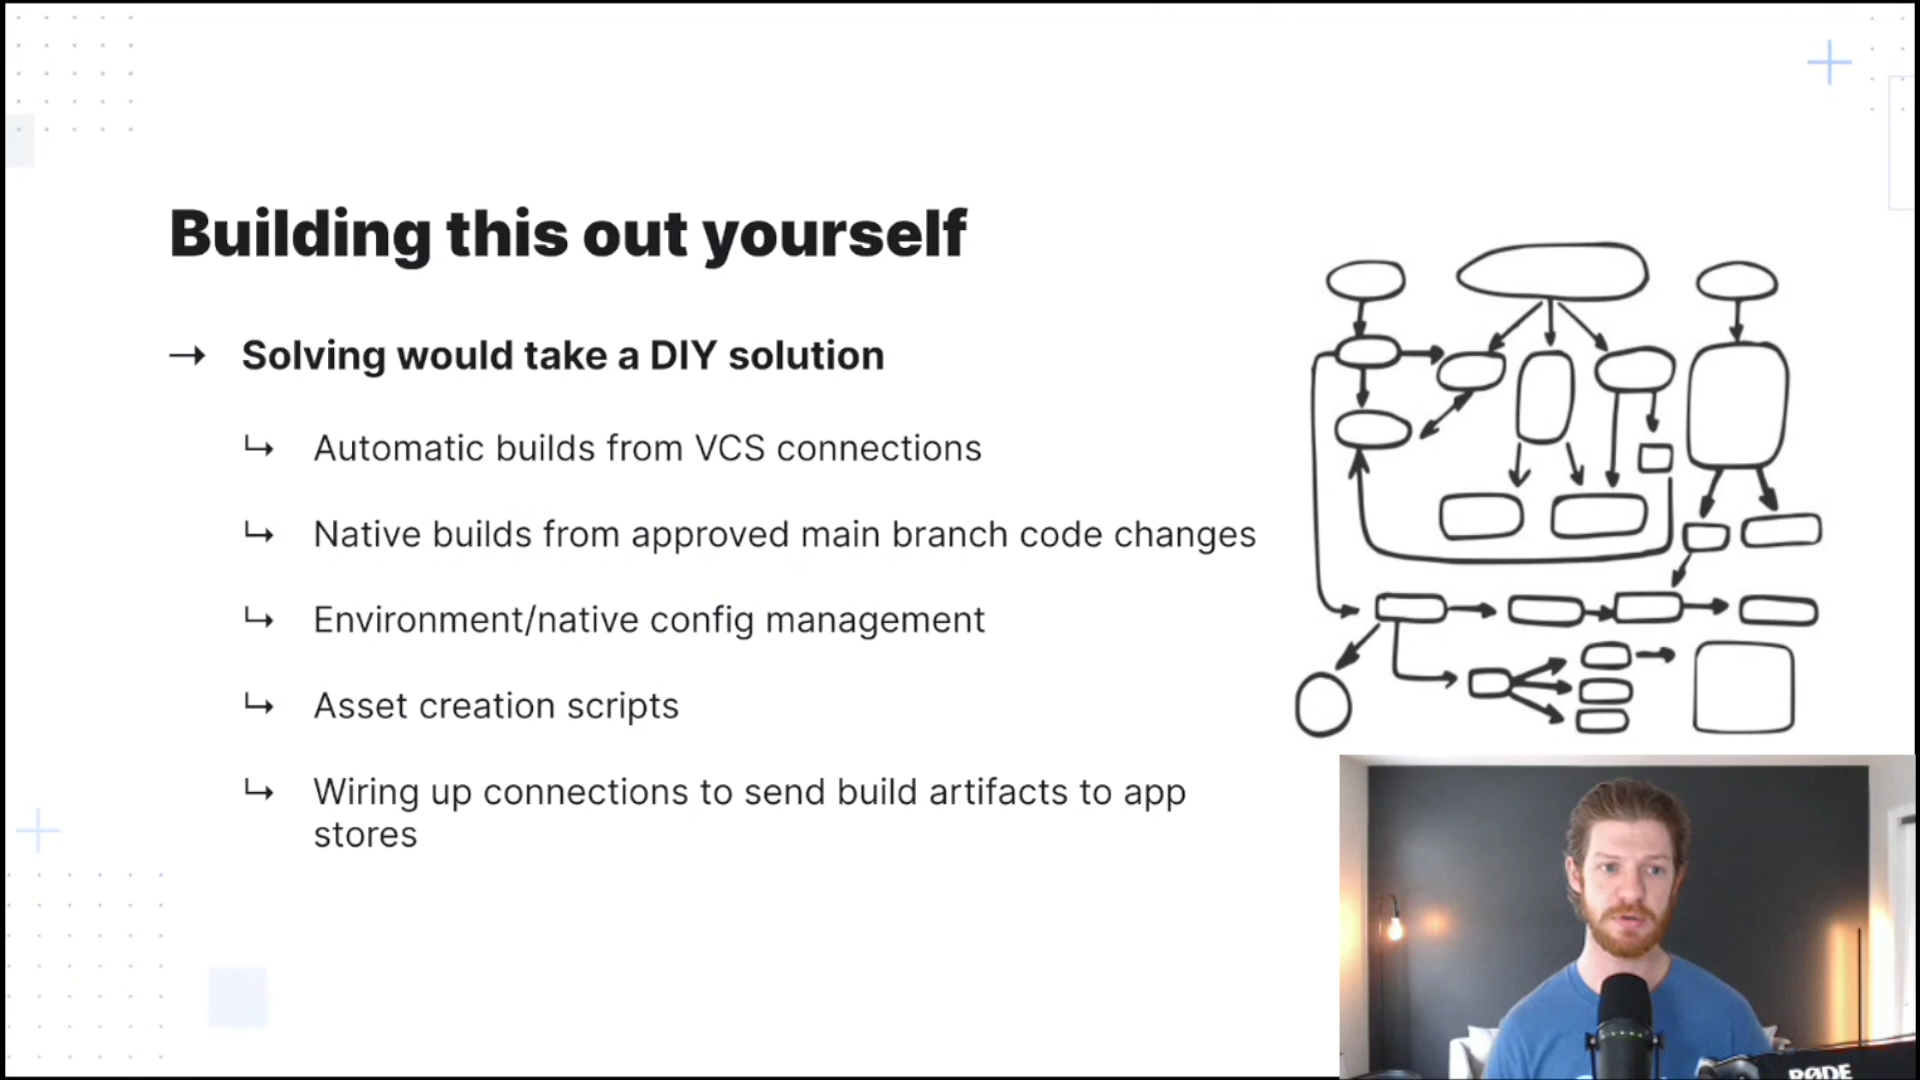 Building this out yourself
→ Solving would take a DIY solution
↳ Automatic builds from VCS connections
↳ Native builds from approved main branch code changes
↳ Environment/native config management
↳ Asset creation scripts
↳ Wiring up connections to send build artifacts to app
stores
RØDE